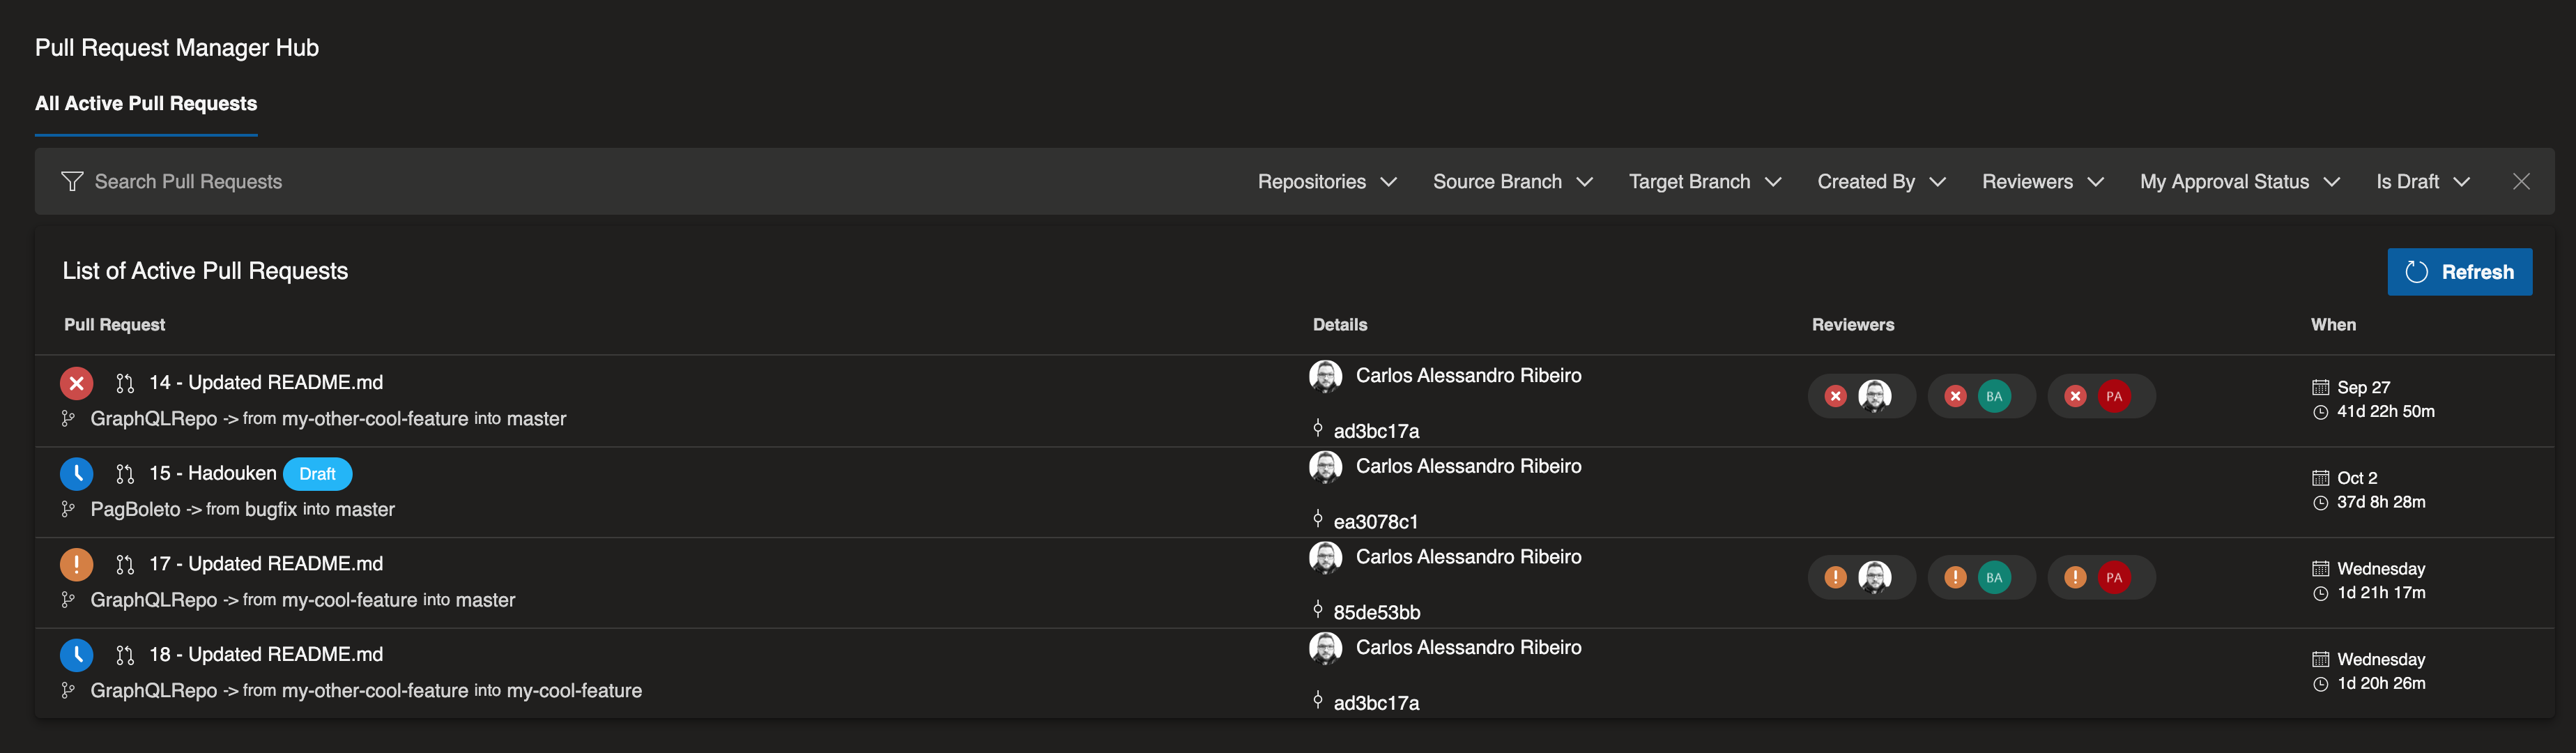 Pull Request Manager Hub
All Active Pull Requests
Search Pull Requests Repositories Source Branch Target Branch Created By Reviewers My Approval Status Is Draft
List of Active Pull Requests Refresh
Pull Request Details Reviewers When
14 - Updated README.md Carlos Alessandro Ribeiro BA PA Sep 27
GraphQLRepo -> from my-other-cool-feature into master ad3bc17a 41d 22h 50m
15 - Hadouken Draft Carlos Alessandro Ribeiro Oct 2
PagBoleto -> from bugfix into master ea3078c1 37d 8h 28m
17 - Updated README.md Carlos Alessandro Ribeiro BA PA Wednesday
GraphQLRepo -> from my-cool-feature into master 85de53bb 1d 21h 17m
18 - Updated README.md Carlos Alessandro Ribeiro Wednesday
GraphQLRepo -> from my-other-cool-feature into my-cool-feature ad3bc17a 1d 20h 26m